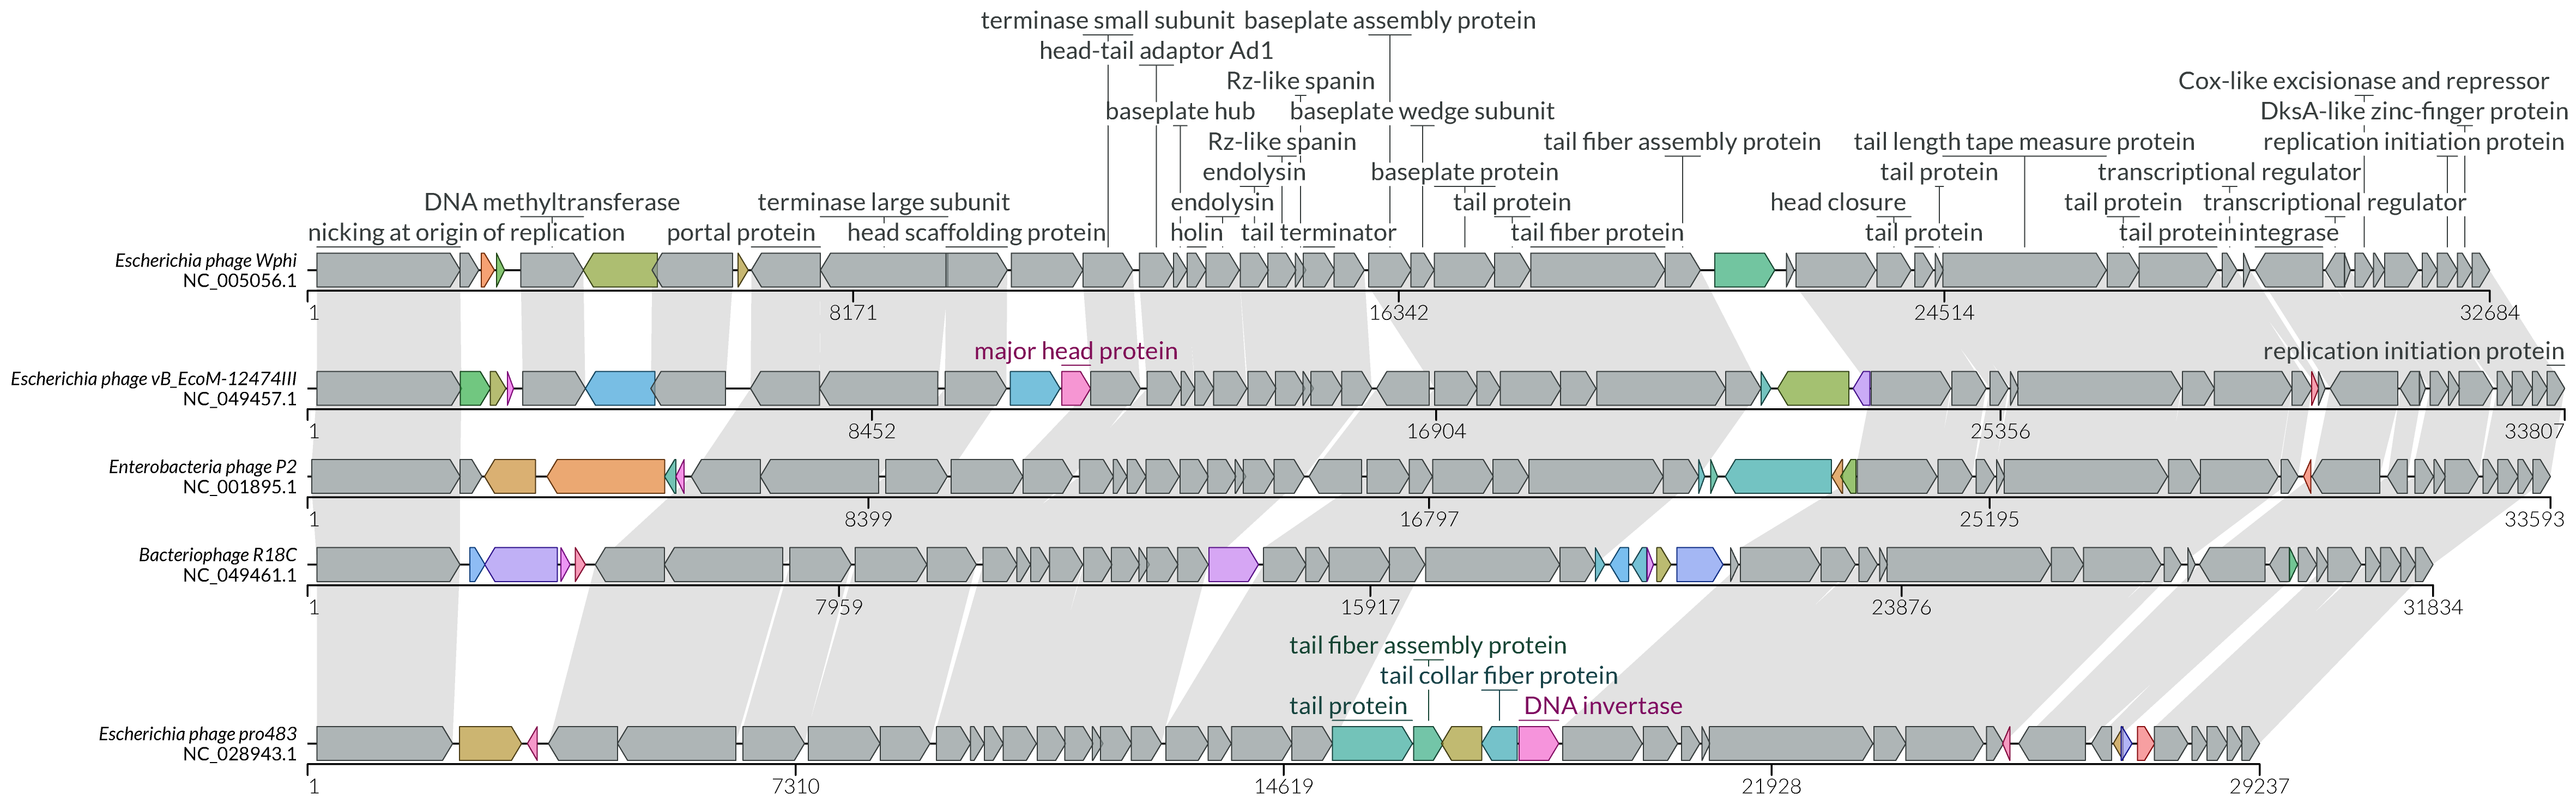 terminase small subunit baseplate assembly protein
head-tail adaptor Ad1
Rz-like spanin Cox-like excisionase and repressor
baseplate hub baseplate wedge subunit DksA-like zinc-finger protein
Rz-like spanin tail fiber assembly protein tail length tape measure protein replication initiation protein
endolysin baseplate protein tail protein transcriptional regulator
DNA methyltransferase terminase large subunit endolysin tail protein head closure tail protein transcriptional regulator
nicking at origin of replication portal protein head scaffolding protein holin tail terminator tail fiber protein tail protein tail protein integrase
Escherichia phage Wphi
NC_005056.1
1 8171 16342 24514 32684
major head protein replication initiation protein
Escherichia phage vB_EcoM-12474III
NC_049457.1
1 8452 16904 25356 33807
Enterobacteria phage P2
NC_001895.1
1 8399 16797 25195 33593
Bacteriophage R18C
NC_049461.1
1 7959 15917 23876 31834
tail fiber assembly protein
tail collar fiber protein
tail protein DNA invertase
Escherichia phage pro483
NC_028943.1
1 7310 14619 21928 29237